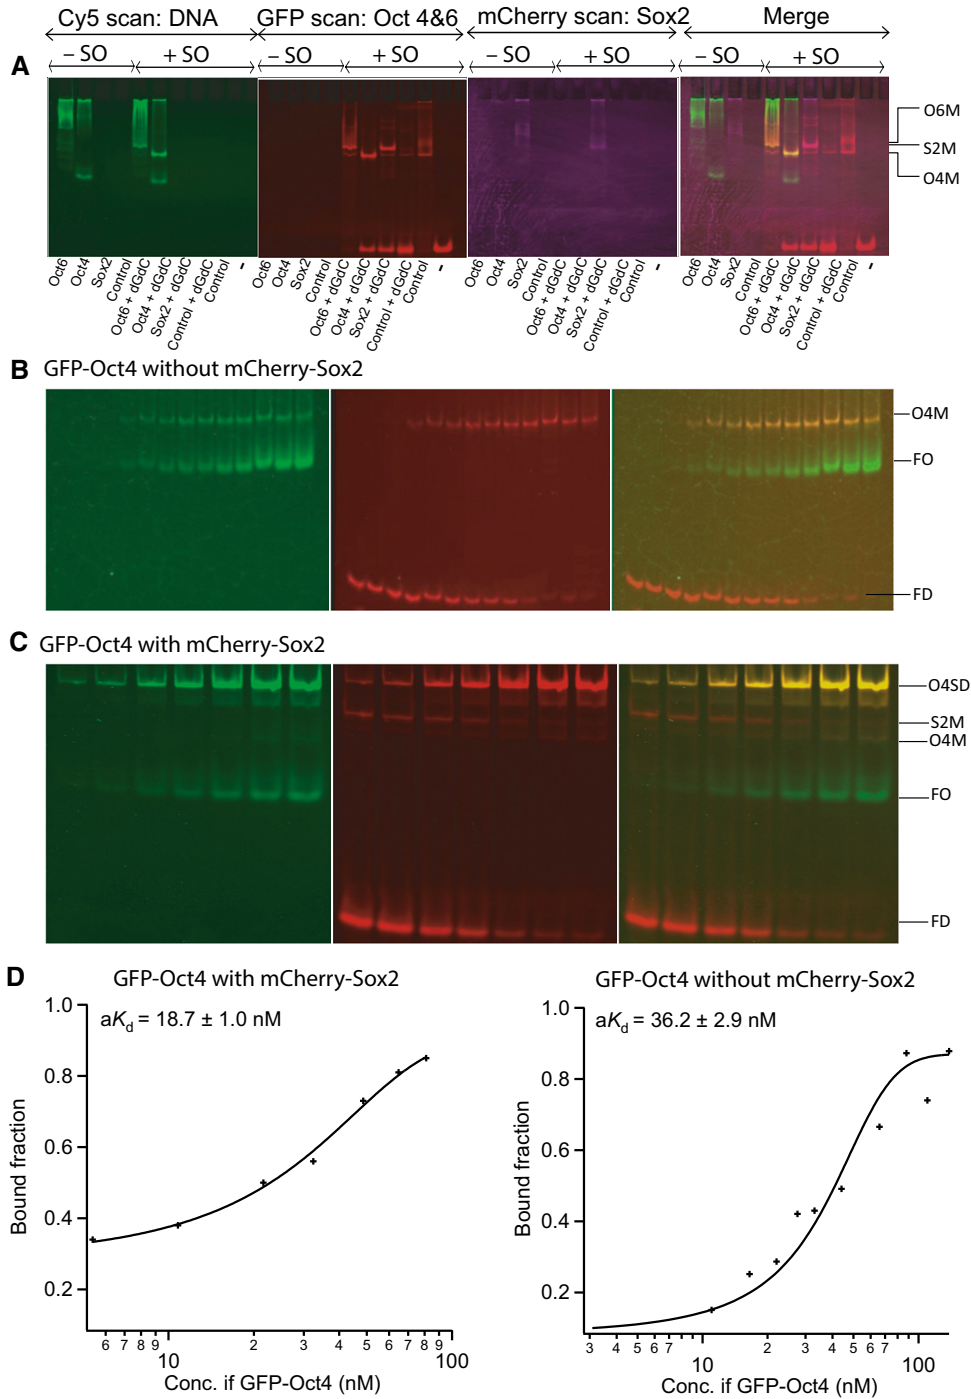 Cy5 scan: DNA GFP scan: Oct 4&6 mCherry scan: Sox2 Merge
– SO + SO – SO + SO – SO + SO – SO + SO
A
O6M
S2M
O4M
Oct6 Oct4 Sox2 Control Oct6 + dGdC Oct4 + dGdC Sox2 + dGdC Control + dGdC Control -
Oct6 Oct4 Sox2 Control Oct6 + dGdC Oct4 + dGdC Sox2 + dGdC Control + dGdC Control -
Oct6 Oct4 Sox2 Control Oct6 + dGdC Oct4 + dGdC Sox2 + dGdC Control + dGdC Control -
Oct6 Oct4 Sox2 Control Oct6 + dGdC Oct4 + dGdC Sox2 + dGdC Control + dGdC Control -
B GFP-Oct4 without mCherry-Sox2
O4M
FO
FD
C GFP-Oct4 with mCherry-Sox2
O4SD
S2M
O4M
FO
FD
D GFP-Oct4 with mCherry-Sox2
aKd = 18.7 ± 1.0 nM
Bound fraction
1.0
0.8
0.6
0.4
0.2
6 7 8 9 2 3 4 5 6 7 8 9
10 100
Conc. if GFP-Oct4 (nM)
GFP-Oct4 without mCherry-Sox2
aKd = 36.2 ± 2.9 nM
Bound fraction
1.0
0.8
0.6
0.4
0.2
3 4 5 6 7 2 3 4 5 6 7
10 100
Conc. if GFP-Oct4 (nM)